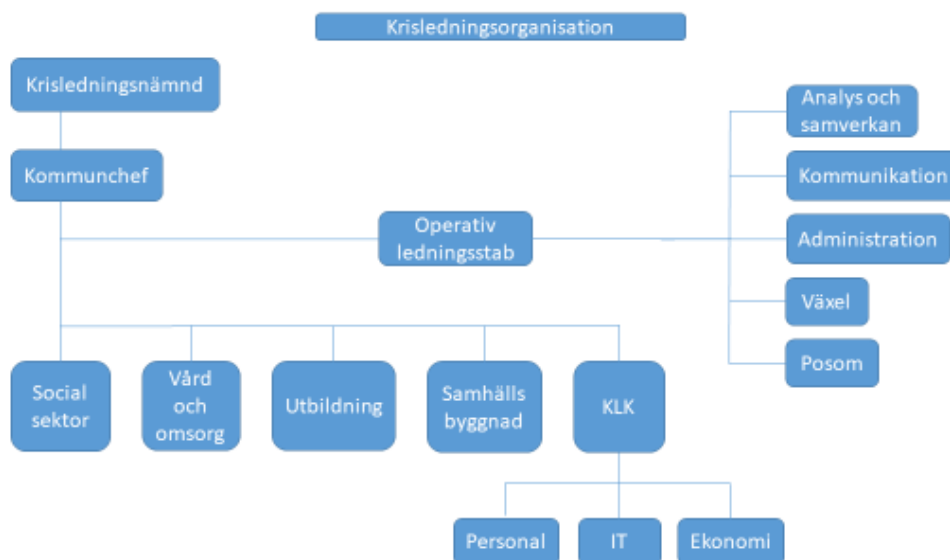 Krisledningsorganisation
Krisledningsnämnd
Kommunchef
Operativ
ledningsstab
Analys och
samverkan
Kommunikation
Administration
Växel
Posom
Social
sektor
Vård
och
omsorg
Utbildning
Samhälls
byggnad
KLK
Personal
IT
Ekonomi